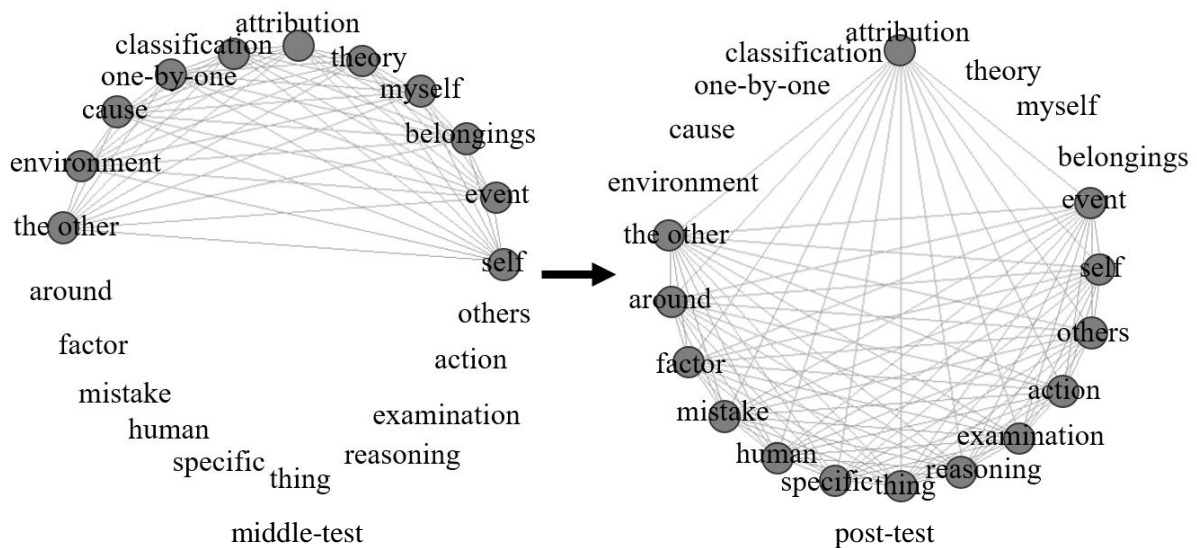 attribution
classification
theory
one-by-one
myself
cause
belongings
environment
event
the other
self
around
others
factor
action
mistake
examination
human
reasoning
specific
thing
middle-test
attribution
classification
theory
one-by-one
myself
cause
belongings
environment
event
the other
self
around
others
factor
action
mistake
examination
human
reasoning
specific
thing
post-test